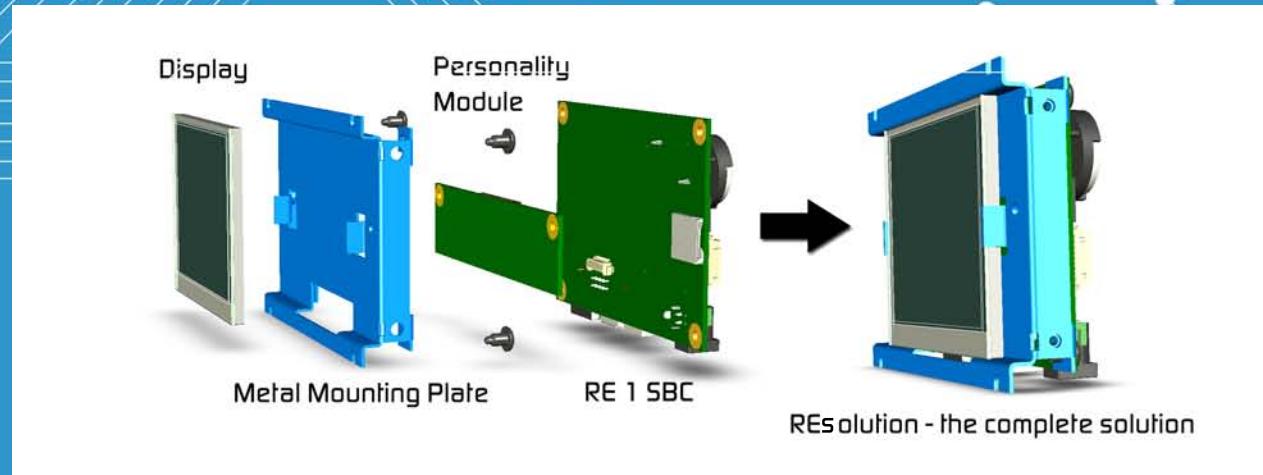 Display
Personality
Module
Metal Mounting Plate
RE 1 SBC
REsolution - the complete solution